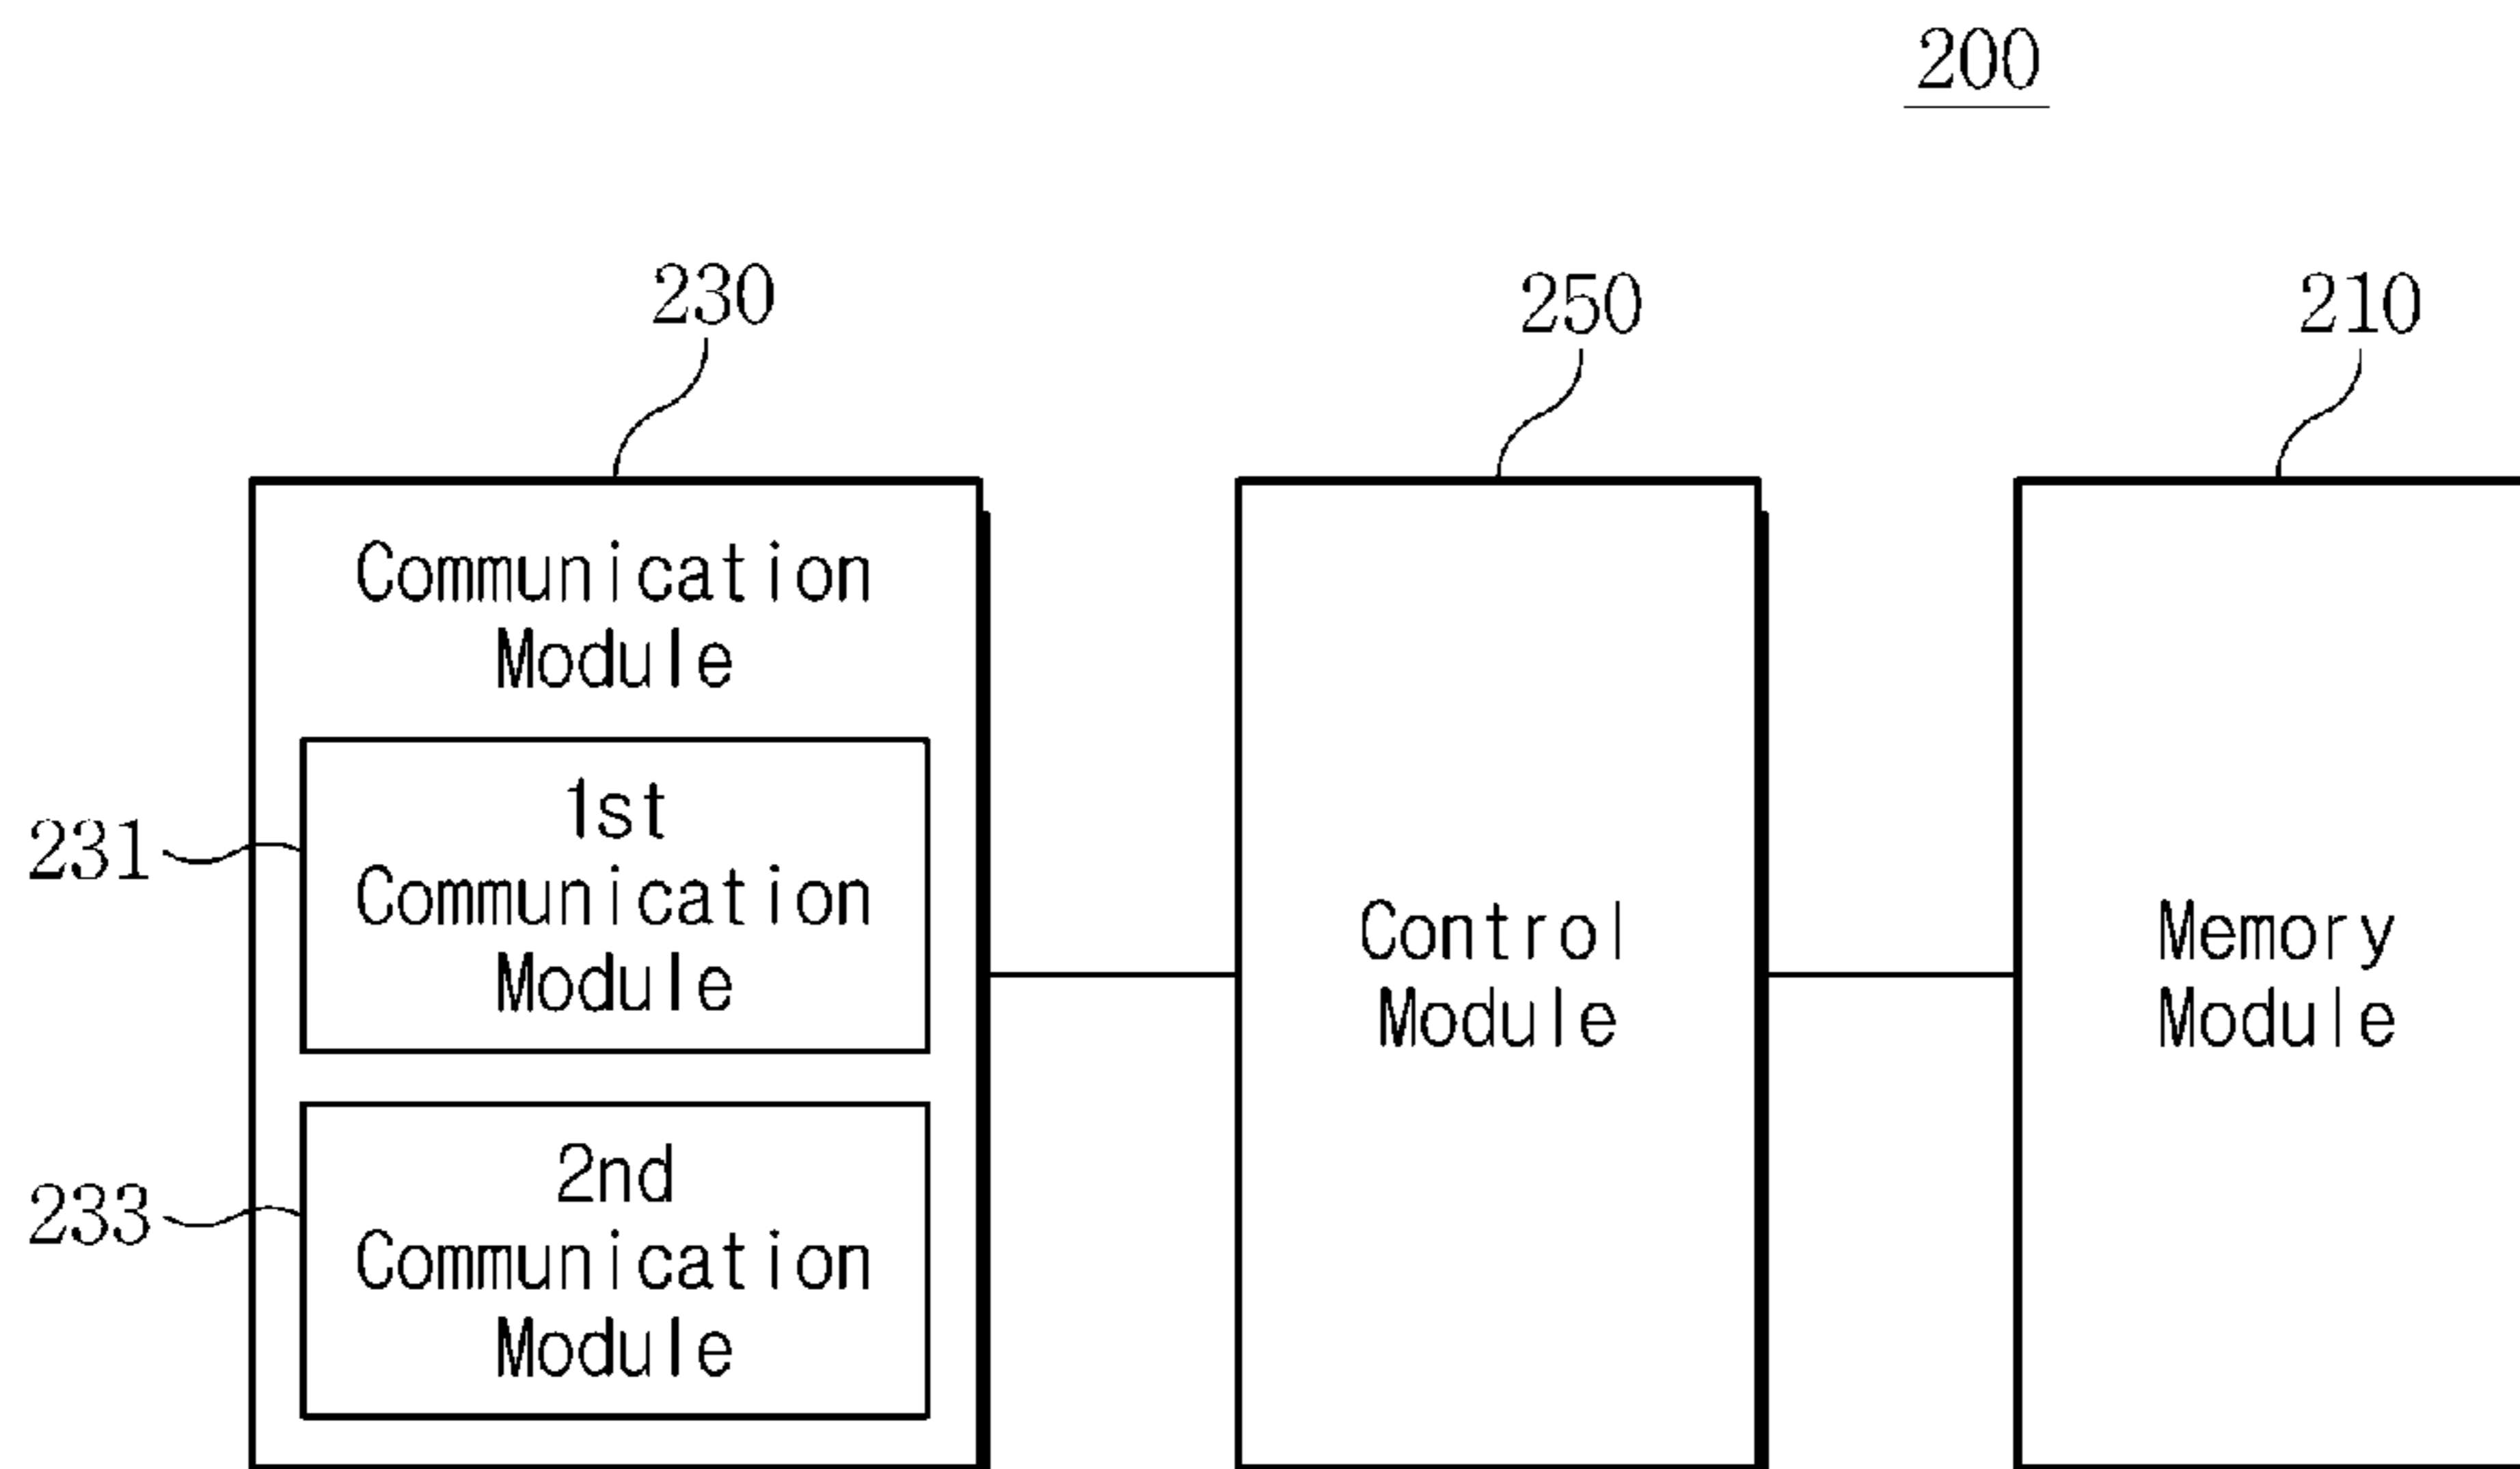 200
230
250
210
Communication
Module
231
1st
Communication
Module
233
2nd
Communication
Module
Control
Module
Memory
Module